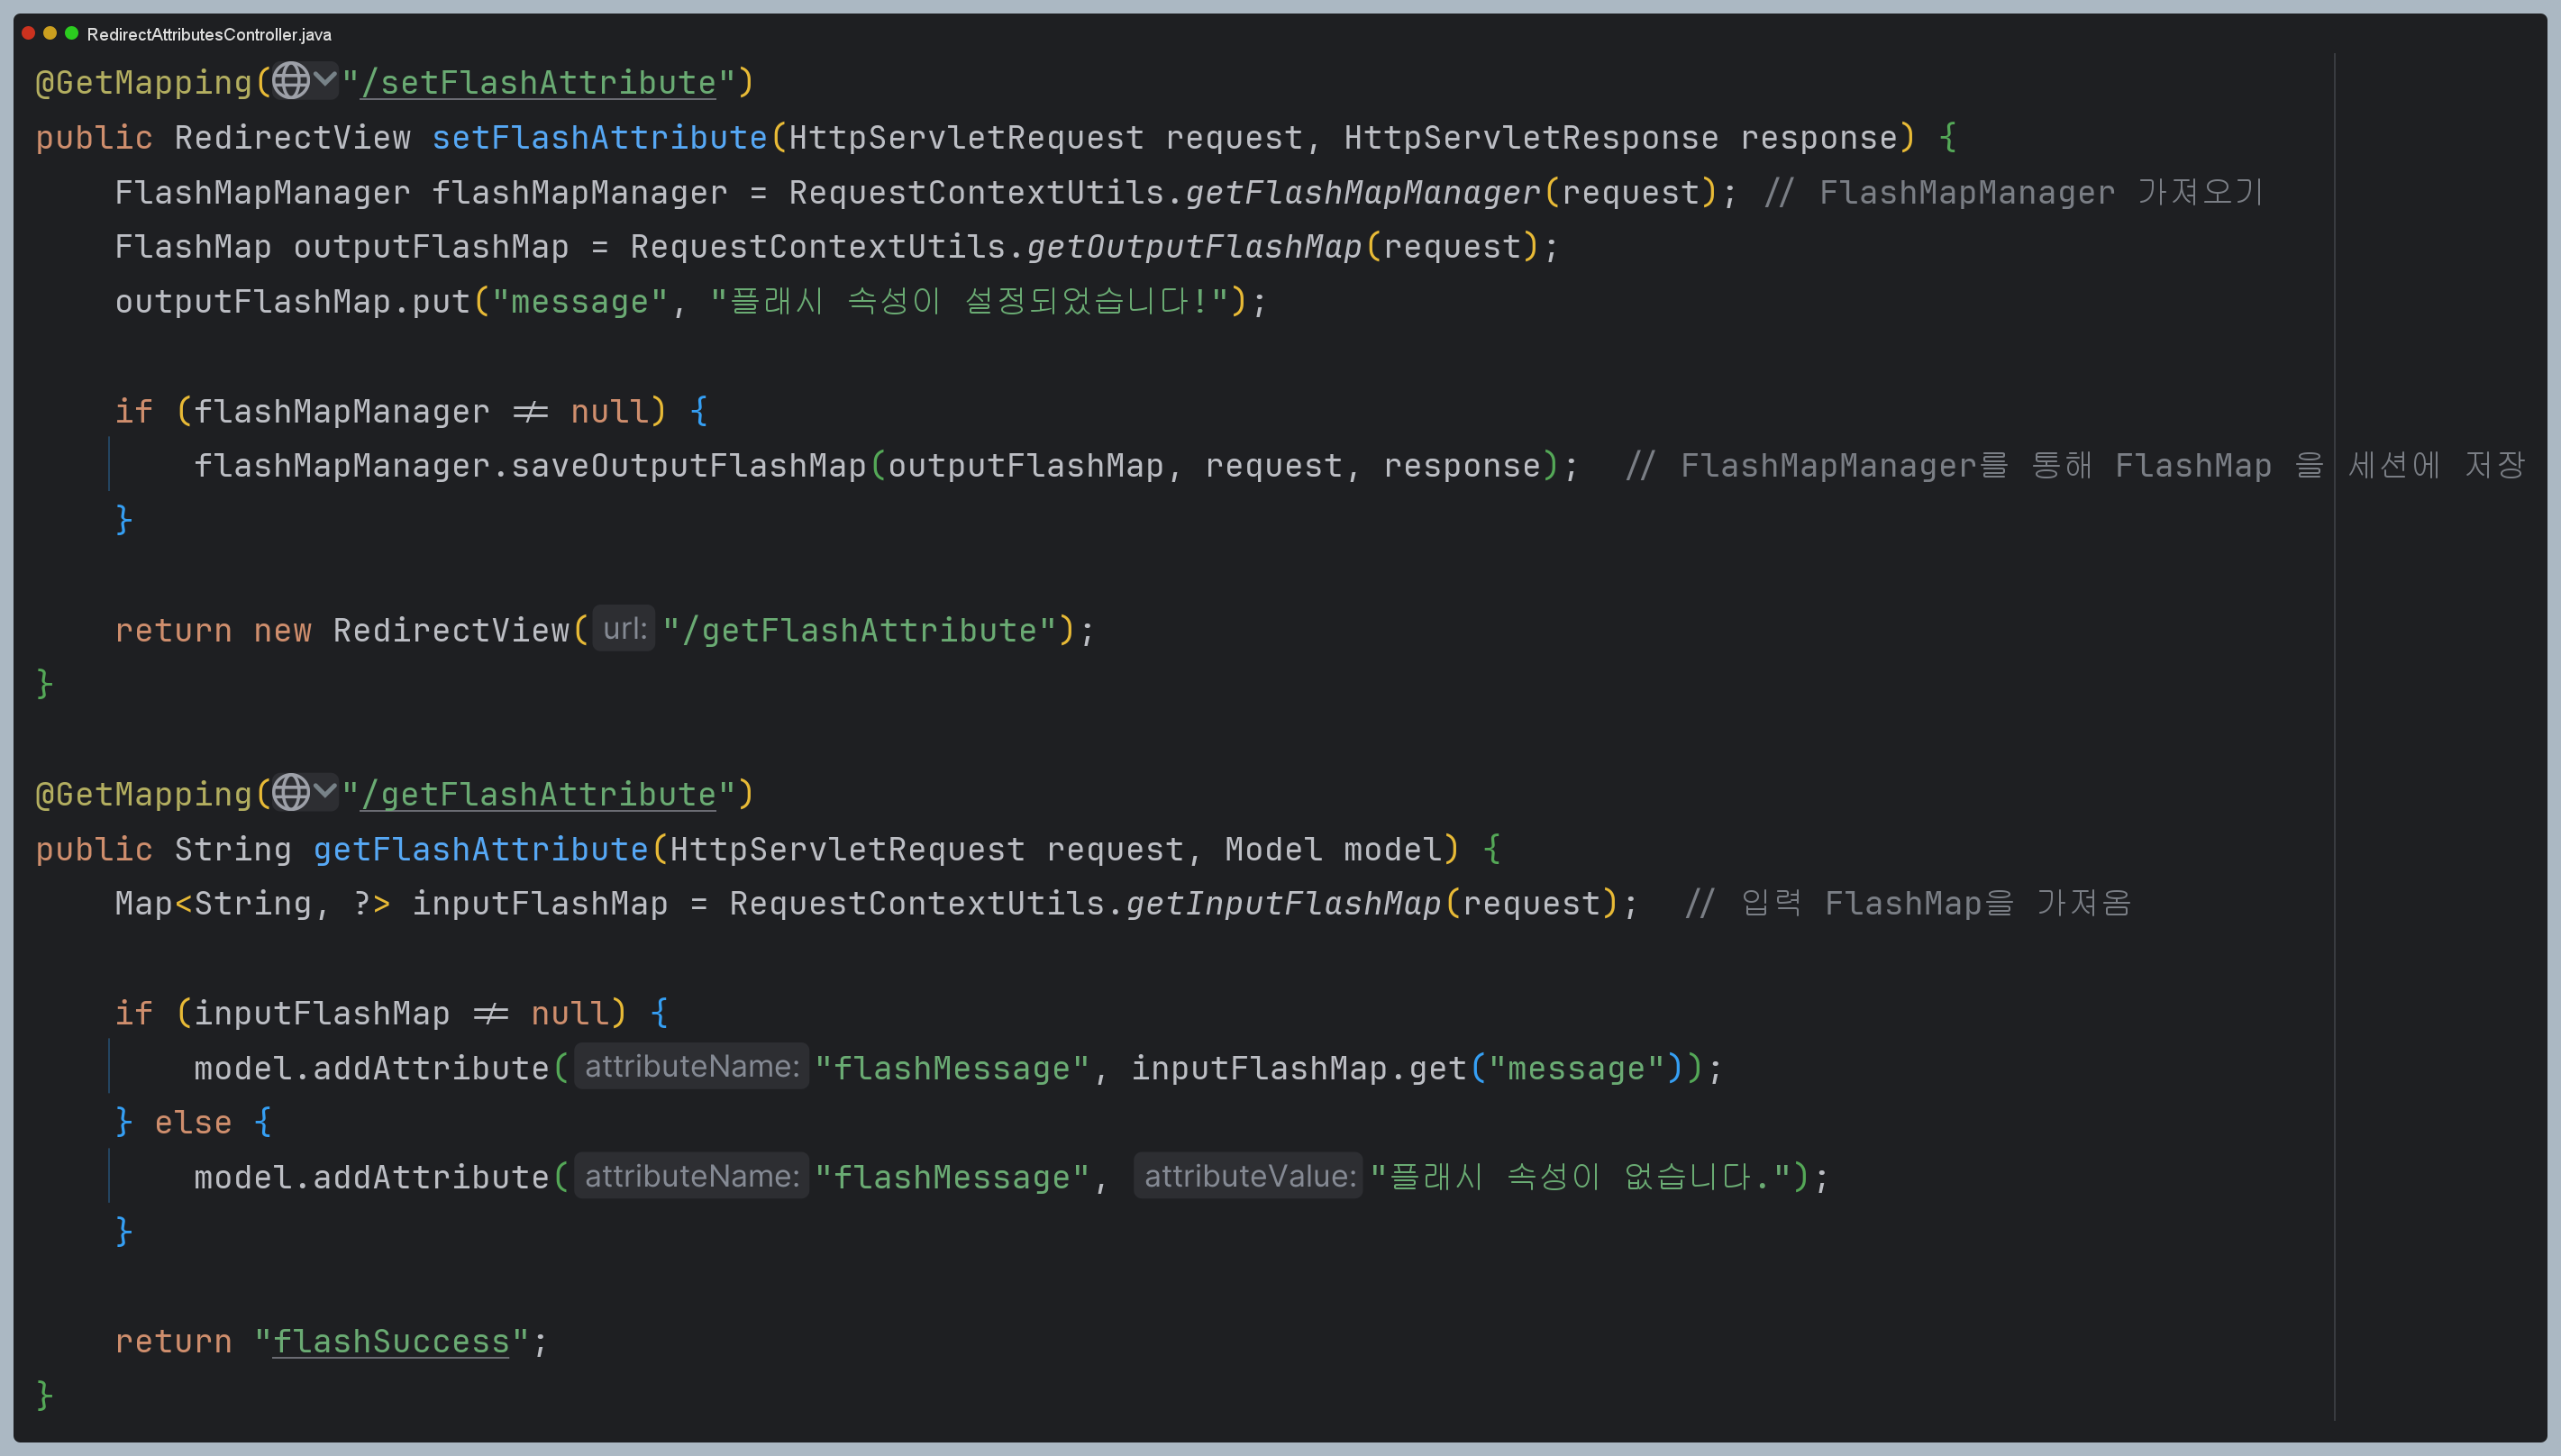 RedirectAttributesController.java
@GetMapping("/setFlashAttribute")
public RedirectView setFlashAttribute(HttpServletRequest request, HttpServletResponse response) {
FlashMapManager flashMapManager = RequestContextUtils.getFlashMapManager(request); // FlashMapManager 가져오기
FlashMap outputFlashMap = RequestContextUtils.getOutputFlashMap(request);
outputFlashMap.put("message", "플래시 속성이 설정되었습니다!");
if (flashMapManager != null) {
flashMapManager.saveOutputFlashMap(outputFlashMap, request, response); // FlashMapManager를 통해 FlashMap 을 세션에 저장
}
return new RedirectView(url: "/getFlashAttribute");
}
@GetMapping("/getFlashAttribute")
public String getFlashAttribute(HttpServletRequest request, Model model) {
Map<String, ?> inputFlashMap = RequestContextUtils.getInputFlashMap(request); // 입력 FlashMap을 가져옴
if (inputFlashMap != null) {
model.addAttribute(attributeName: "flashMessage", inputFlashMap.get("message"));
} else {
model.addAttribute(attributeName: "flashMessage", attributeValue: "플래시 속성이 없습니다.");
}
return "flashSuccess";
}